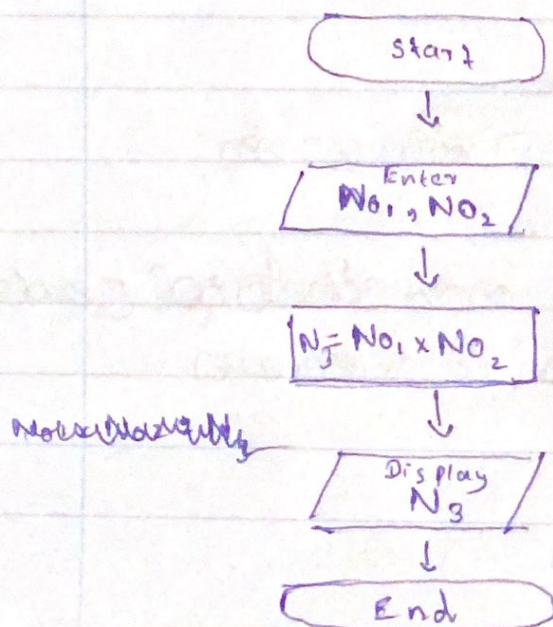 start
Enter
NO₁, NO₂
N₃ = NO₁ x NO₂
Display
N₃
End